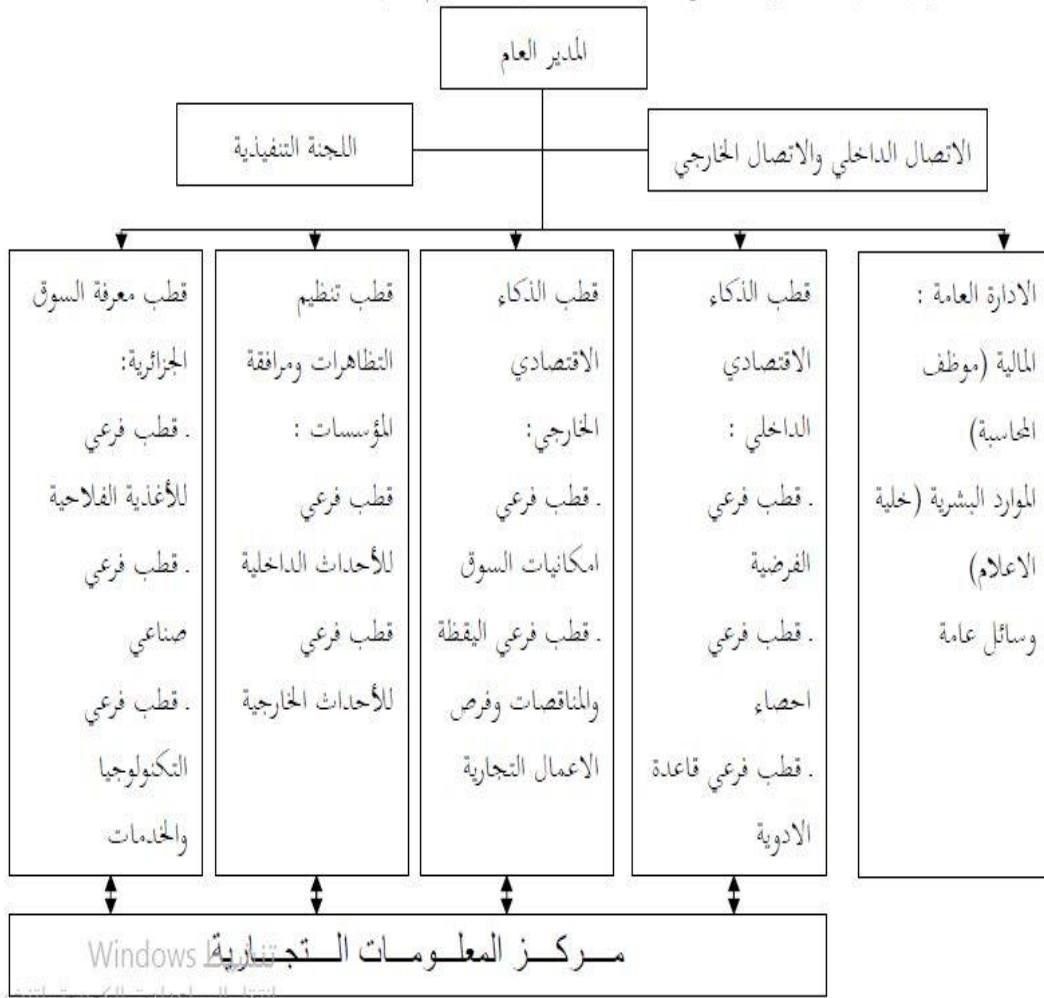 المدير العام
الاتصال الداخلي والاتصال الخارجي
اللجنة التنفيذية
الادارة العامة :
المالية (موظف
المحاسبة)
الموارد البشرية (خلية
الاعلام)
وسائل عامة
قطب الذكاء
الاقتصادي
الداخلي :
. قطب فرعي
الفرضية
. قطب فرعي
احصاء
. قطب فرعي قاعدة
الادوية
قطب الذكاء
الاقتصادي
الخارجي:
. قطب فرعي
امكانيات السوق
. قطب فرعي اليقظة
والمناقصات وفرص
الاعمال التجارية
قطب تنظيم
التظاهرات ومرافقة
المؤسسات :
قطب فرعي
للأحداث الداخلية
قطب فرعي
للأحداث الخارجية
قطب معرفة السوق
الجزائرية:
. قطب فرعي
للأغذية الفلاحية
. قطب فرعي
صناعي
. قطب فرعي
التكنولوجيا
والخدمات
مـــركـــز المعلـــومـــات الـــتجـــارية
تنشيط Windows